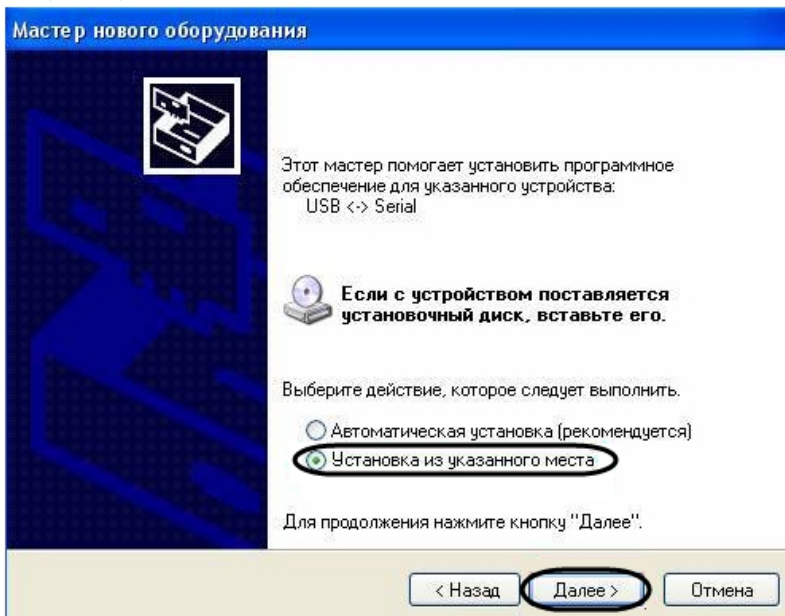 Мастер нового оборудования
Этот мастер помогает установить программное
обеспечение для указанного устройства:
USB <-> Serial
Если с устройством поставляется
установочный диск, вставьте его.
Выберите действие, которое следует выполнить.
Автоматическая установка (рекомендуется)
Установка из указанного места
Для продолжения нажмите кнопку "Далее".
< Назад Далее > Отмена